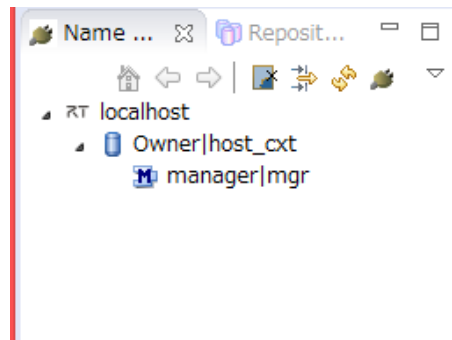 Name ... Reposit...
RT localhost
Owner|host_cxt
M manager|mgr